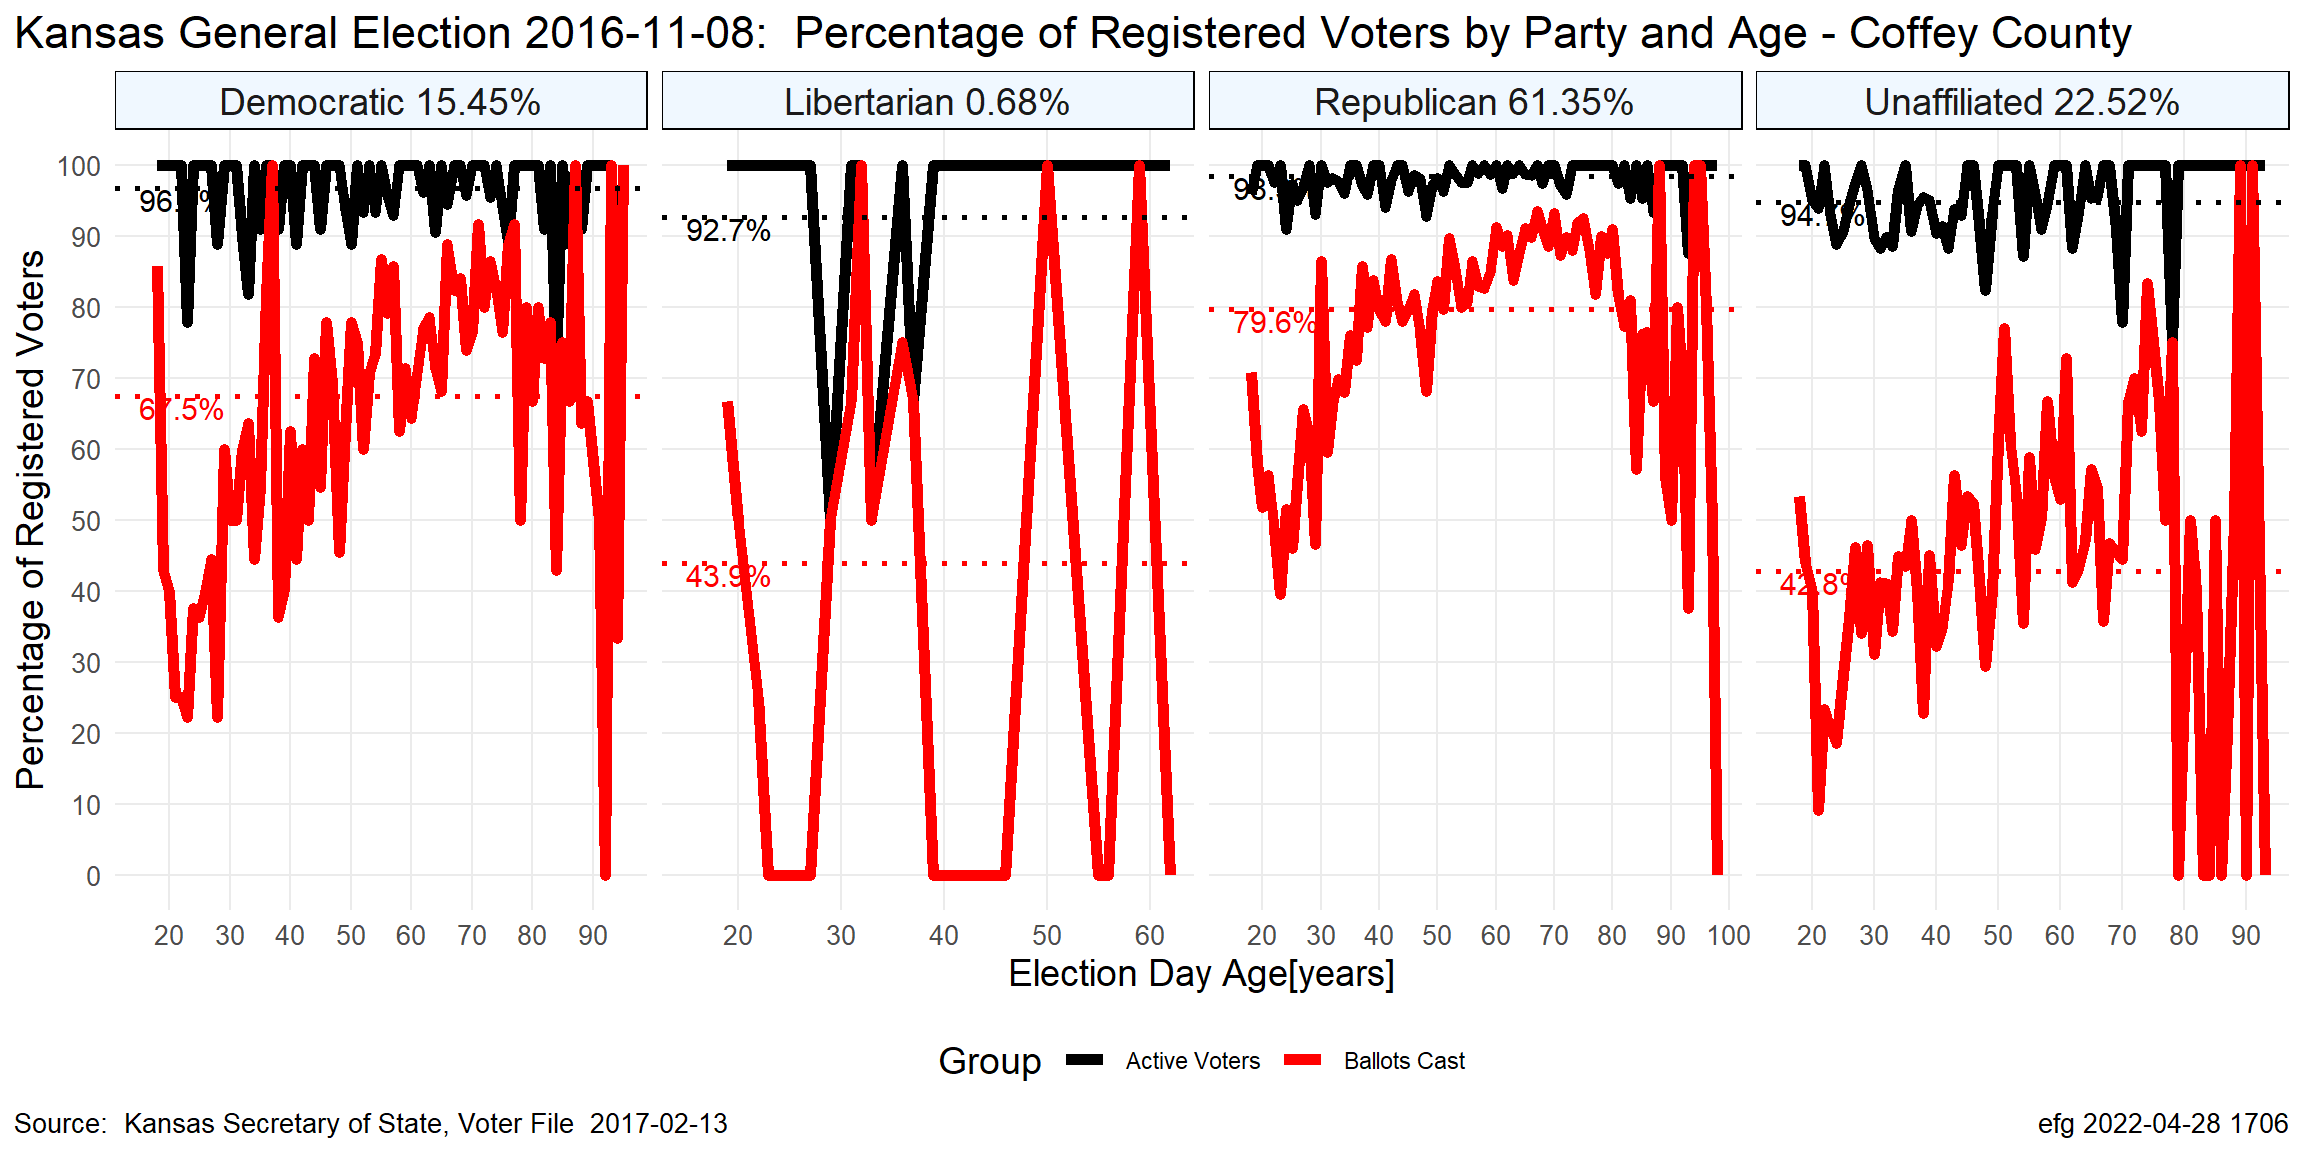 Kansas General Election 2016-11-08:  Percentage of Registered Voters by Party and Age - Coffey County
Democratic 15.45%
Libertarian 0.68%
Republican 61.35%
Unaffiliated 22.52%
Percentage of Registered Voters
100
90
80
70
60
50
40
30
20
10
0
67.5%
92.7%
43.9%
79.6%
42.8%
20 30 40 50 60 70 80 90
20 30 40 50 60
20 30 40 50 60 70 80 90 100
20 30 40 50 60 70 80 90
Election Day Age[years]
Group Active Voters Ballots Cast
Source:  Kansas Secretary of State, Voter File  2017-02-13
efg 2022-04-28 1706